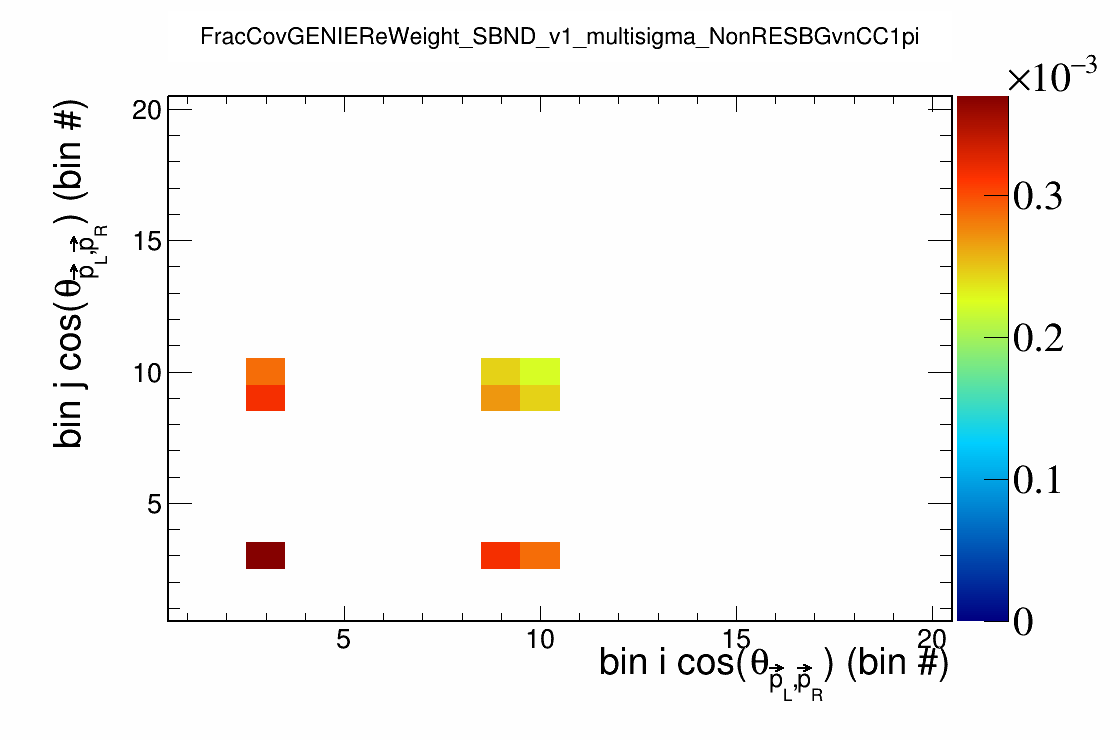 FracCovGENIEReWeight_SBND_v1_multisigma_NonRESBGvnCC1pi
×10⁻³
bin j cos(θ_{p⃗_L,p⃗_R}) (bin #)
20
15
10
5
0.3
0.2
0.1
0
5 10 15 20
bin i cos(θ_{p⃗_L,p⃗_R}) (bin #)